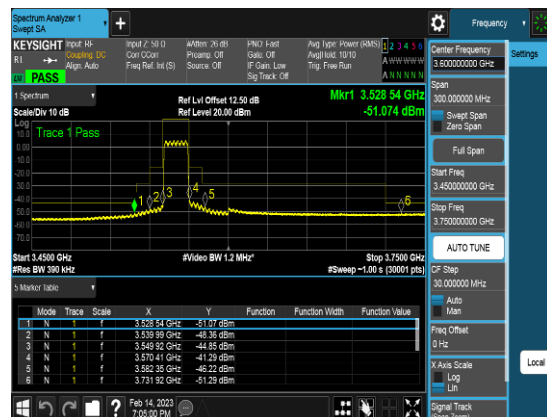 Spectrum Analyzer 1
Swept SA
+
Frequency
KEYSIGHT Input: RF
Coupling: DC
Align: Auto
Input Z: 50 Ω
Corr CCorr
Freq Ref: Int (S)
#Atten: 26 dB
Preamp: Off
Source: Off
PNO: Fast
Gate: Off
IF Gain: Low
Sig Track: Off
Avg Type: Power (RMS)
Avg|Hold: 10/10
Trig: Free Run
1 2 3 4 5 6
A W W W W W
A N N N N N
LXI PASS
1 Spectrum
Scale/Div 10 dB
Ref Lvl Offset 12.50 dB
Ref Level 20.00 dBm
Mkr1 3.528 54 GHz
-51.074 dBm
Log
Trace 1 Pass
10.0
0.00
-10.0
-20.0
-30.0
-40.0
-50.0
-60.0
-70.0
1
2
3
4
5
6
Start 3.4500 GHz
#Res BW 390 kHz
#Video BW 1.2 MHz*
Stop 3.7500 GHz
#Sweep ~1.00 s (30001 pts)
5 Marker Table
Mode Trace Scale X Y Function Function Width Function Value
1 N 1 f 3.528 54 GHz -51.07 dBm
2 N 1 f 3.539 99 GHz -48.36 dBm
3 N 1 f 3.549 92 GHz -44.85 dBm
4 N 1 f 3.570 41 GHz -41.29 dBm
5 N 1 f 3.582 35 GHz -46.22 dBm
6 N 1 f 3.731 92 GHz -51.29 dBm
Feb 14, 2023
7:05:00 PM
?
Center Frequency
3.600000000 GHz
Span
300.000000 MHz
Swept Span
Zero Span
Full Span
Start Freq
3.450000000 GHz
Stop Freq
3.750000000 GHz
AUTO TUNE
CF Step
30.000000 MHz
Auto
Man
Freq Offset
0 Hz
X Axis Scale
Log
Lin
Signal Track
Settings
Local